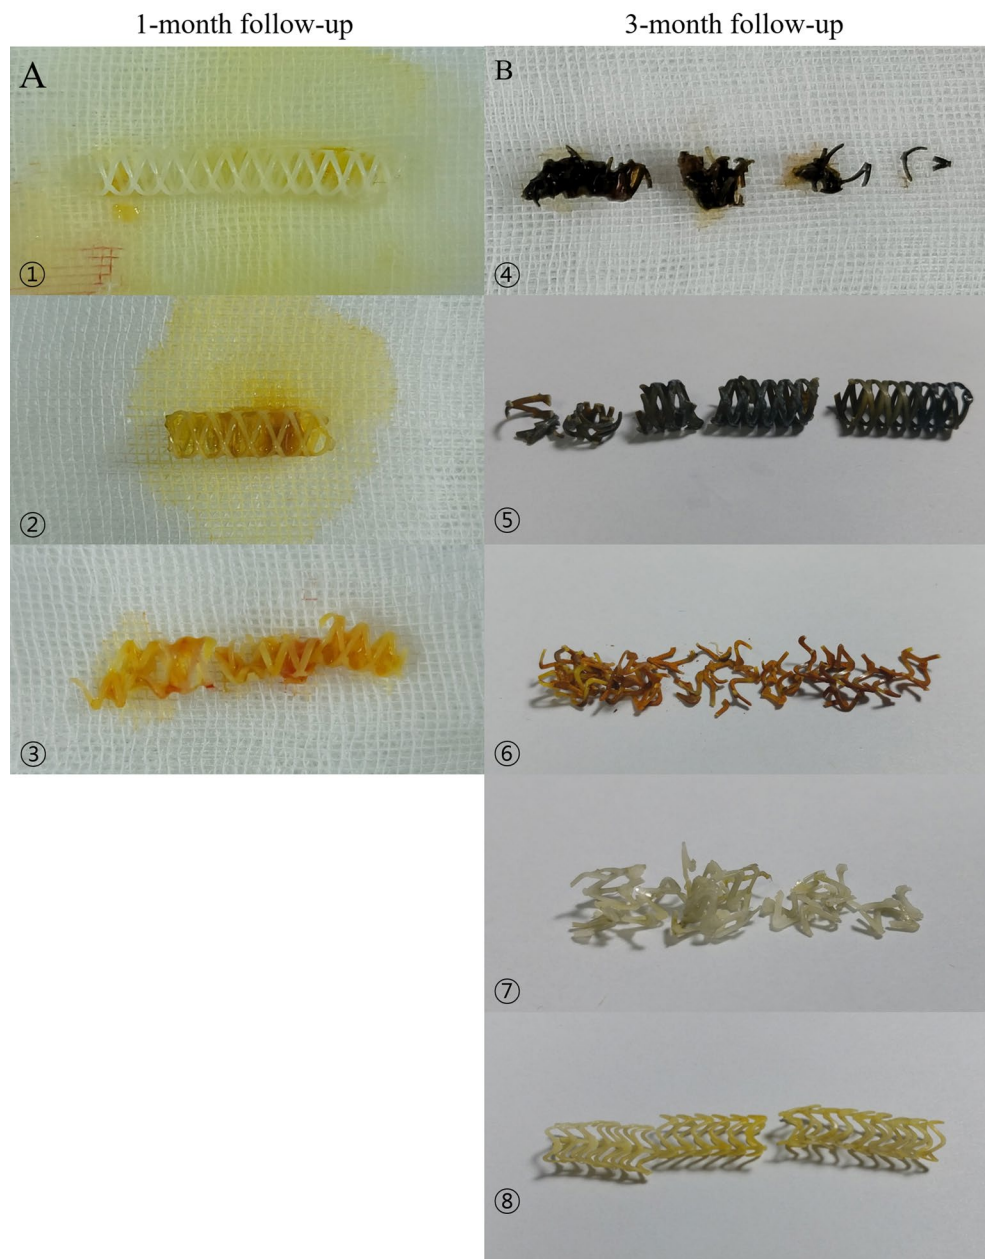 1-month follow-up
3-month follow-up
A
B
①
④
②
⑤
③
⑥
⑦
⑧